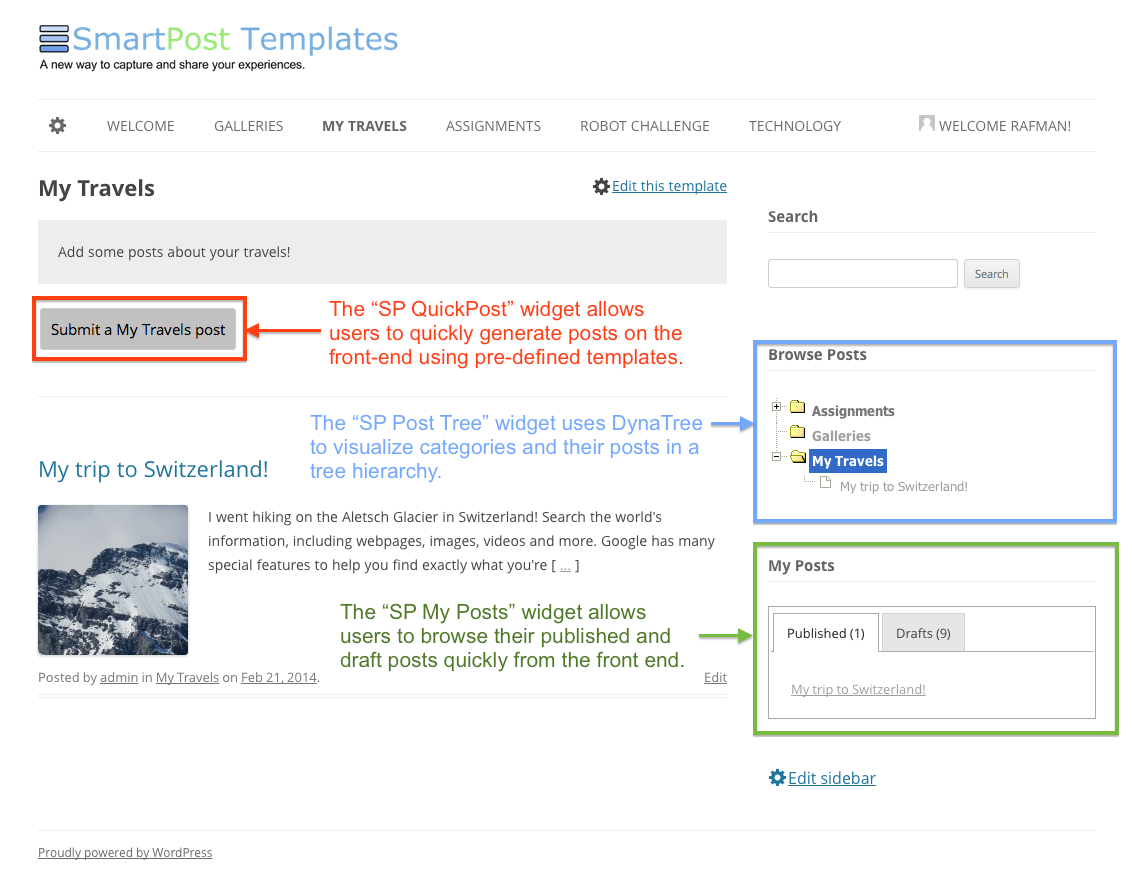 SmartPost Templates
A new way to capture and share your experiences.
WELCOME GALLERIES MY TRAVELS ASSIGNMENTS ROBOT CHALLENGE TECHNOLOGY WELCOME RAFMAN!
My Travels
Edit this template
Add some posts about your travels!
Submit a My Travels post
The “SP QuickPost” widget allows
users to quickly generate posts on the
front-end using pre-defined templates.
The “SP Post Tree” widget uses DynaTree
to visualize categories and their posts in a
tree hierarchy.
My trip to Switzerland!
I went hiking on the Aletsch Glacier in Switzerland! Search the world's
information, including webpages, images, videos and more. Google has many
special features to help you find exactly what you're [ ... ]
The “SP My Posts” widget allows
users to browse their published and
draft posts quickly from the front end.
Posted by admin in My Travels on Feb 21, 2014.
Edit
Search
Search
Browse Posts
Assignments
Galleries
My Travels
My trip to Switzerland!
My Posts
Published (1) Drafts (9)
My trip to Switzerland!
Edit sidebar
Proudly powered by WordPress